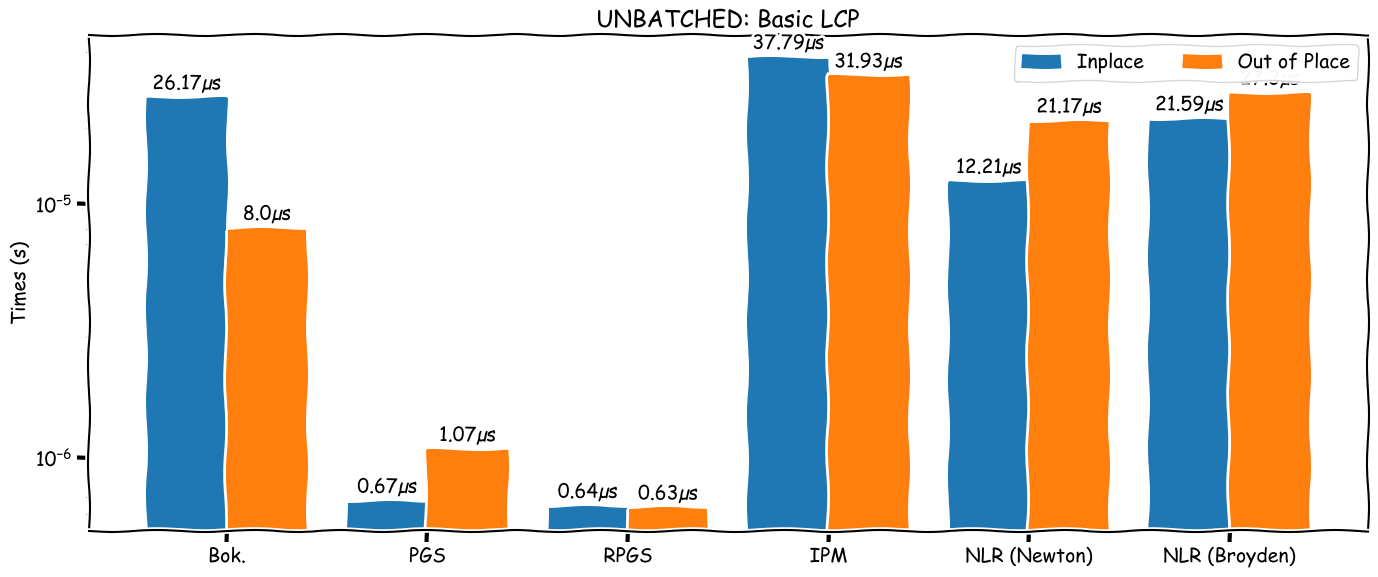 UNBATCHED: Basic LCP
Inplace
Out of Place
Times (s)
10⁻⁵
10⁻⁶
26.17μs
8.0μs
0.67μs
1.07μs
0.64μs
0.63μs
37.79μs
31.93μs
12.21μs
21.17μs
21.59μs
Bok.
PGS
RPGS
IPM
NLR (Newton)
NLR (Broyden)